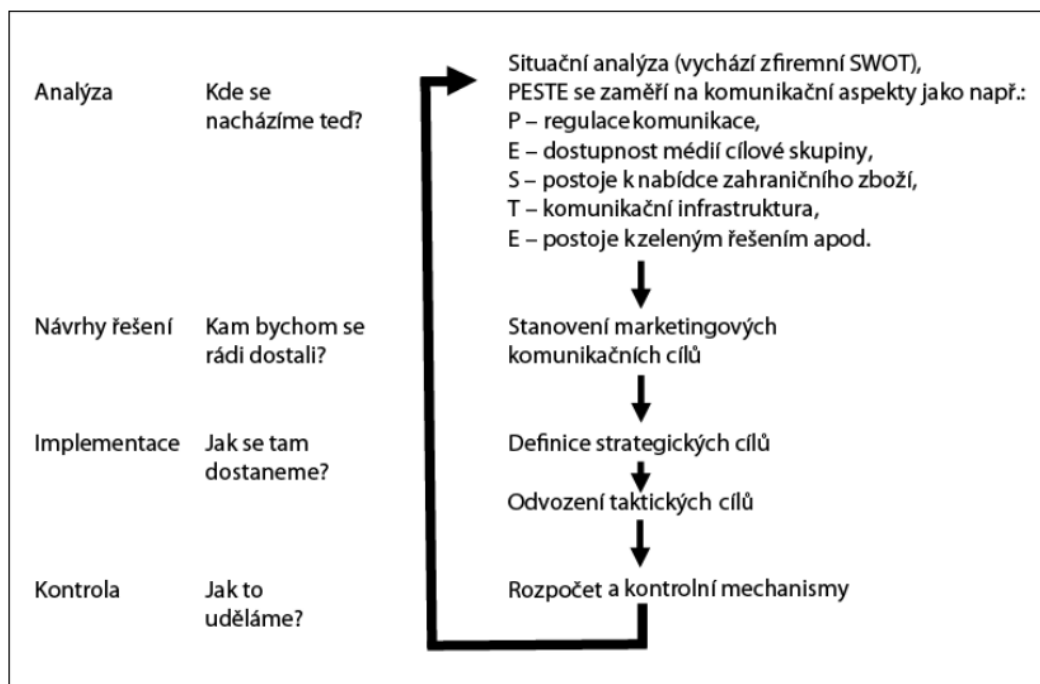 Analýza
Kde se
nacházíme teď?
Situační analýza (vychází zfiremní SWOT),
PESTE se zaměří na komunikační aspekty jako např.:
P – regulace komunikace,
E – dostupnost médií cílové skupiny,
S – postoje k nabídce zahraničního zboží,
T – komunikační infrastruktura,
E – postoje kzeleným řešením apod.
Návrhy řešení
Kam bychom se
rádi dostali?
Stanovení marketingových
komunikačních cílů
Implementace
Jak se tam
dostaneme?
Definice strategických cílů
Odvození taktických cílů
Kontrola
Jak to
uděláme?
Rozpočet a kontrolní mechanismy